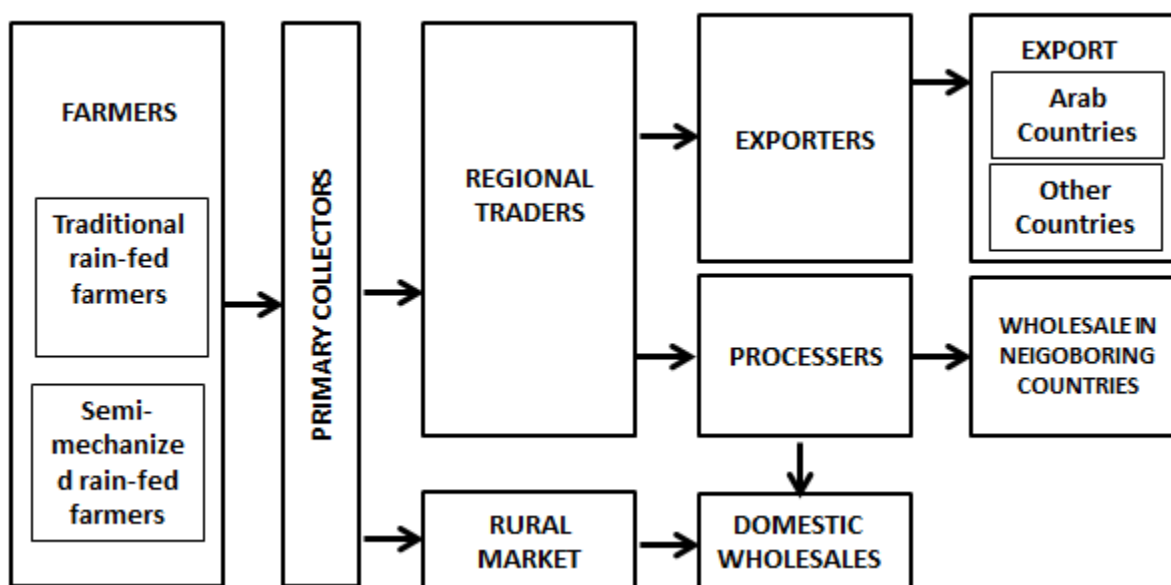 FARMERS
Traditional
rain-fed
farmers
Semi-
mechanize
d rain-fed
farmers
PRIMARY COLLECTORS
REGIONAL
TRADERS
RURAL
MARKET
EXPORTERS
PROCESSERS
DOMESTIC
WHOLESALES
EXPORT
Arab
Countries
Other
Countries
WHOLESALE IN
NEIGOBORING
COUNTRIES